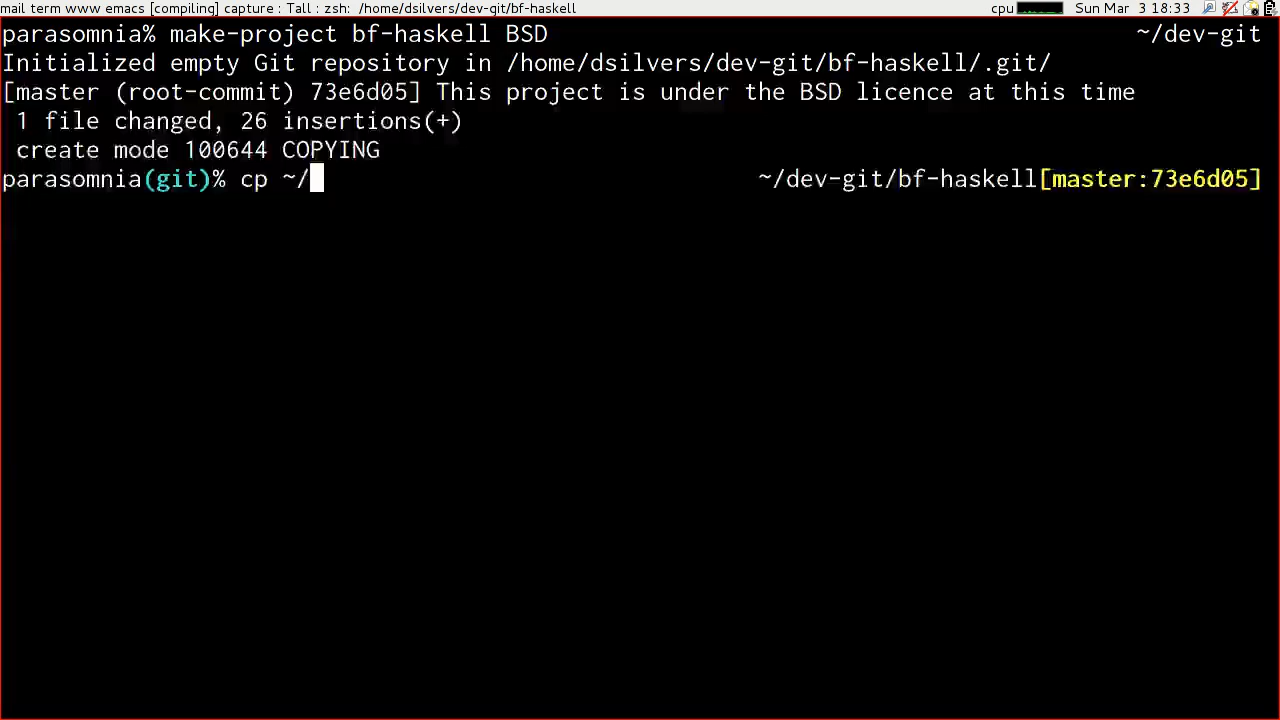 mail term www emacs [compiling] capture : Tall : zsh: /home/dsilvers/dev-git/bf-haskell cpu Sun Mar 3 18:33
parasomnia% make-project bf-haskell BSD ~/dev-git
Initialized empty Git repository in /home/dsilvers/dev-git/bf-haskell/.git/
[master (root-commit) 73e6d05] This project is under the BSD licence at this time
1 file changed, 26 insertions(+)
create mode 100644 COPYING
parasomnia(git)% cp ~/ ~/dev-git/bf-haskell[master:73e6d05]